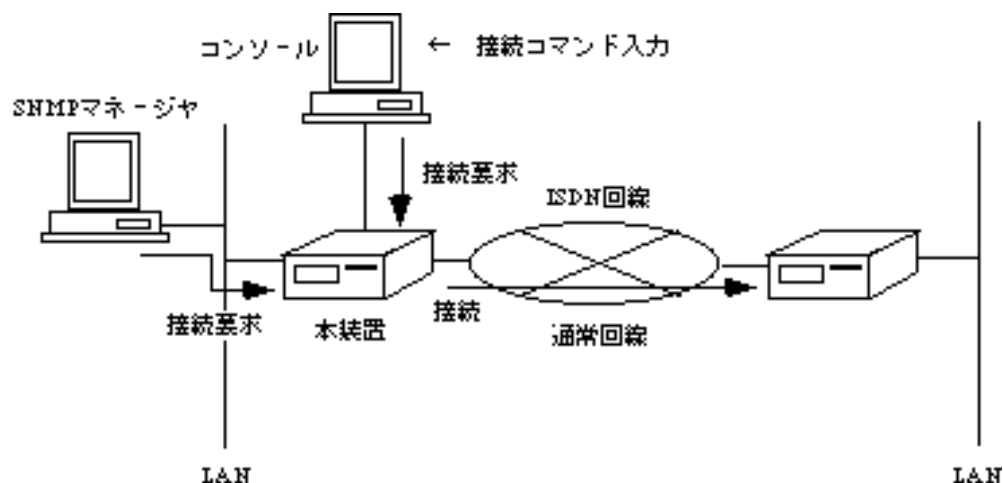 コンソール ← 接続コマンド入力
SNMPマネージャ
接続要求
ISDN回線
接続要求
本装置
接続
通常回線
LAN
LAN